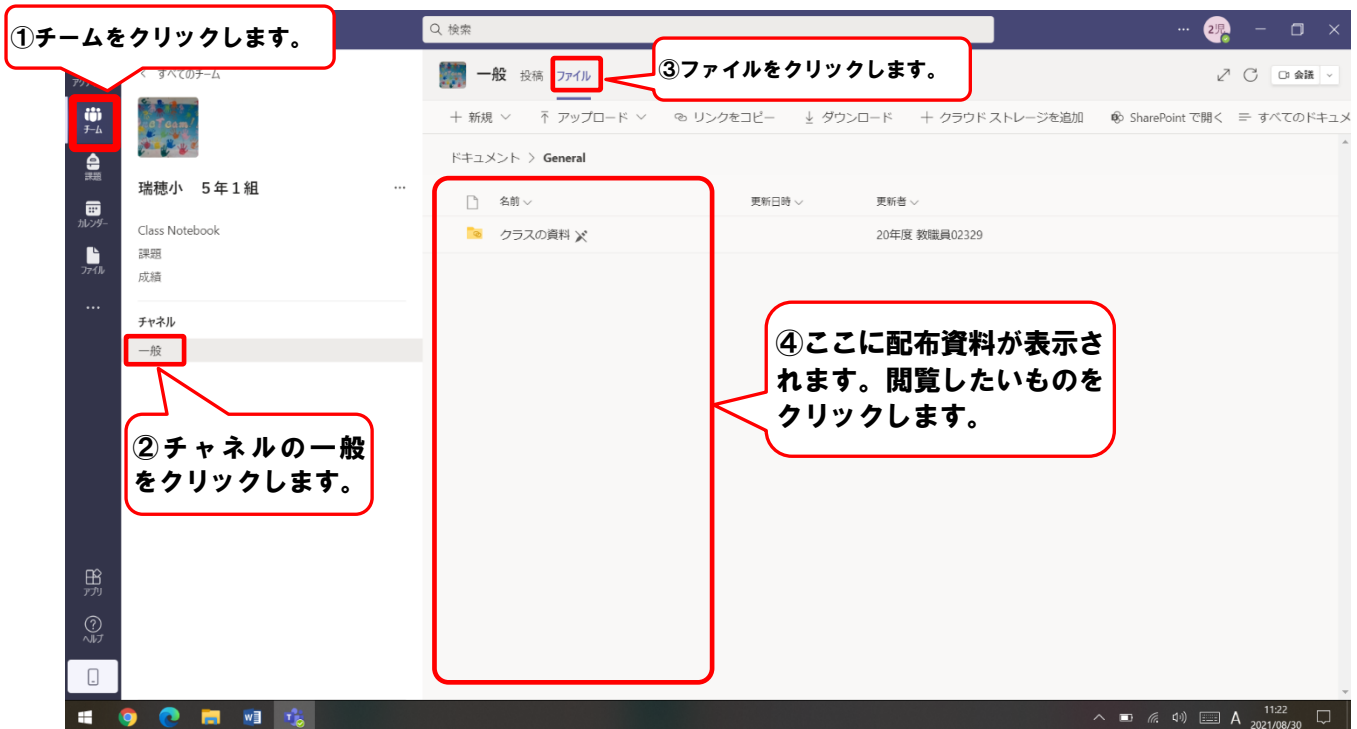 ①チームをクリックします。
検索
2児
すべてのチーム
一般 投稿 ファイル
③ファイルをクリックします。
会議
チーム
課題
カレンダー
ファイル
アプリ
ヘルプ
oTeam
瑞穂小 5年1組
Class Notebook
課題
成績
チャネル
一般
②チャネルの一般
をクリックします。
新規 アップロード リンクをコピー ダウンロード クラウド ストレージを追加 SharePoint で開く すべてのドキュメ
ドキュメント > General
名前 更新日時 更新者
クラスの資料 20年度 教職員02329
④ここに配布資料が表示さ
れます。閲覧したいものを
クリックします。
A
11:22
2021/08/30